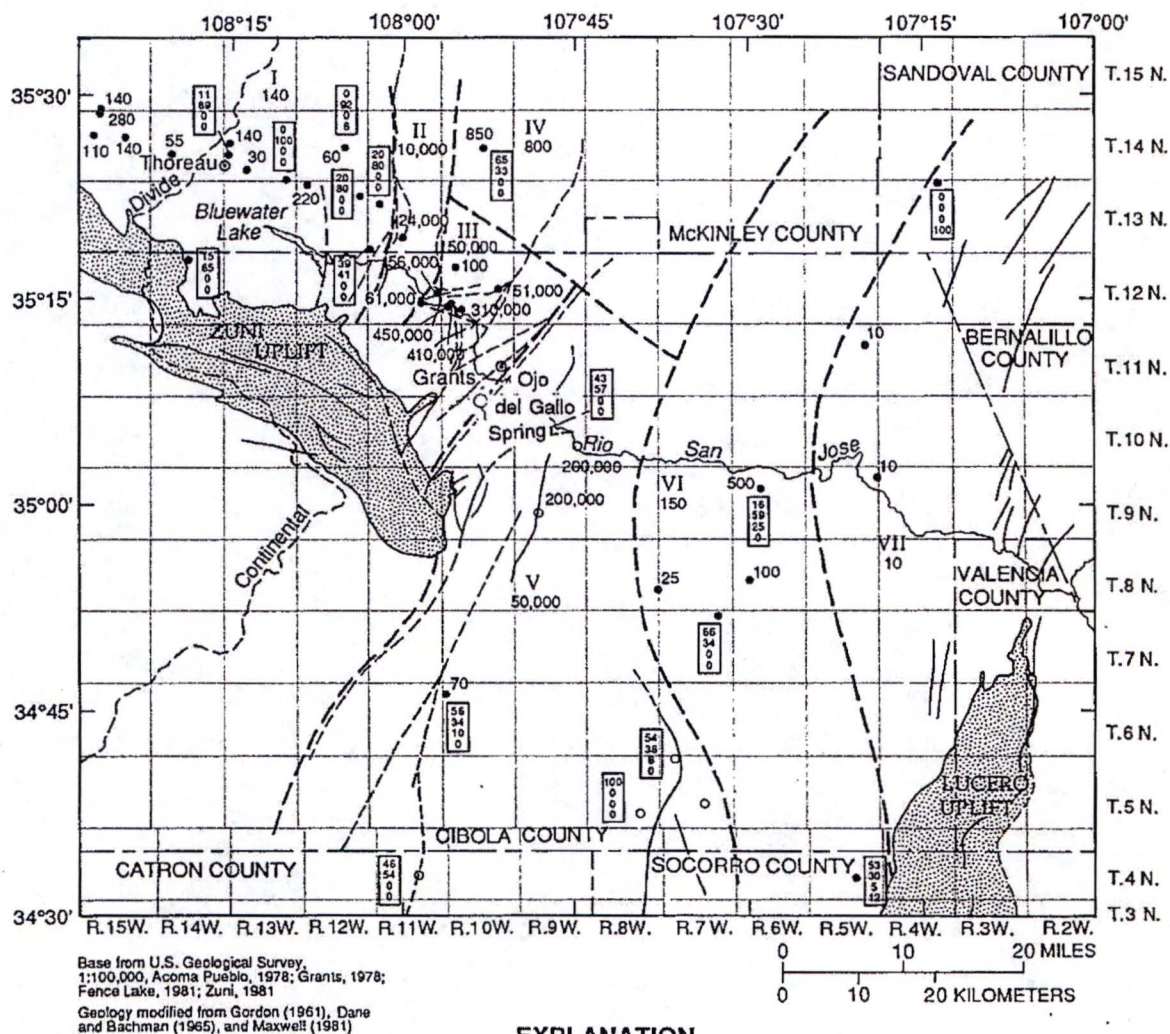 108°15' 108°00' 107°45' 107°30' 107°15' 107°00'
35°30'
35°15'
35°00'
34°45'
34°30'
T.15 N.
T.14 N.
T.13 N.
T.12 N.
T.11 N.
T.10 N.
T.9 N.
T.8 N.
T.7 N.
T.6 N.
T.5 N.
T.4 N.
T.3 N.
SANDOVAL COUNTY
I
140
II
10,000
IV
800
850
140
280
110
140
55
140
30
60
220
11
89
0
0
0
100
0
0
0
92
0
8
20
80
0
0
20
80
0
0
65
33
0
0
0
0
0
100
Thoreau
Divide
Bluewater
Lake
24,000
III
50,000
100
56,000
McKINLEY COUNTY
15
65
0
0
39
41
0
0
61,000
51,000
310,000
450,000
410,000
ZUNI
UPLIFT
Grants
Ojo
del Gallo
Spring
43
57
0
0
10
BERNALILLO
COUNTY
Rio San Jose
200,000
200,000
VI
150
500
16
59
25
0
10
VII
10
Continental
V
50,000
25
100
VALENCIA
COUNTY
66
34
0
0
70
56
34
10
0
54
38
8
0
100
0
0
0
LUCERO
UPLIFT
CIBOLA COUNTY
CATRON COUNTY
SOCORRO COUNTY
46
54
0
0
53
30
5
12
R.15W. R.14W. R.13W. R.12W. R.11W. R.10W. R.9W. R.8W. R.7W. R.6W. R.5W. R.4W. R.3W. R.2W.
0 10 20 MILES
0 10 20 KILOMETERS
Base from U.S. Geological Survey,
1:100,000, Acoma Pueblo, 1978; Grants, 1978;
Fence Lake, 1981; Zuni, 1981
Geology modified from Gordon (1961), Dane
and Bachman (1965), and Maxwell (1981)
EXPLANATION